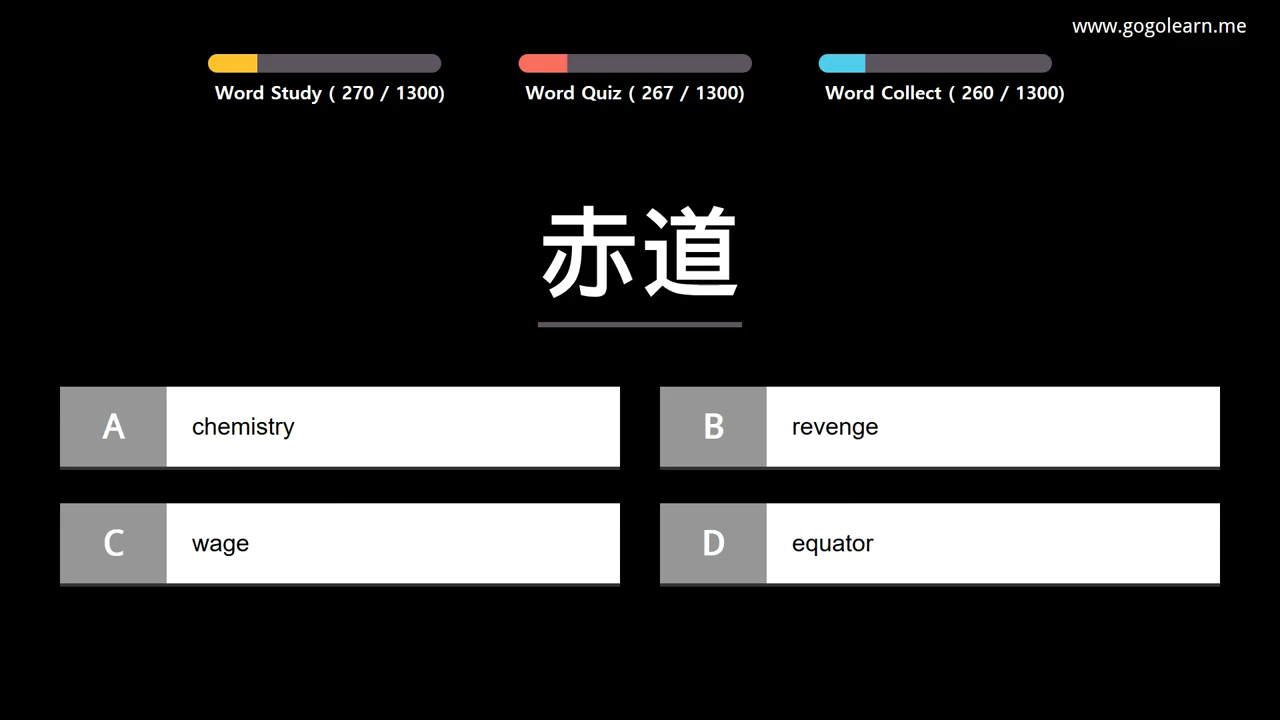 www.gogolearn.me
Word Study ( 270 / 1300)
Word Quiz ( 267 / 1300)
Word Collect ( 260 / 1300)
赤道
A chemistry
B revenge
C wage
D equator